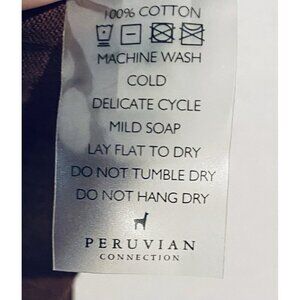 100% COTTON
MACHINE WASH
COLD
DELICATE CYCLE
MILD SOAP
LAY FLAT TO DRY
DO NOT TUMBLE DRY
DO NOT HANG DRY
PERUVIAN
CONNECTION